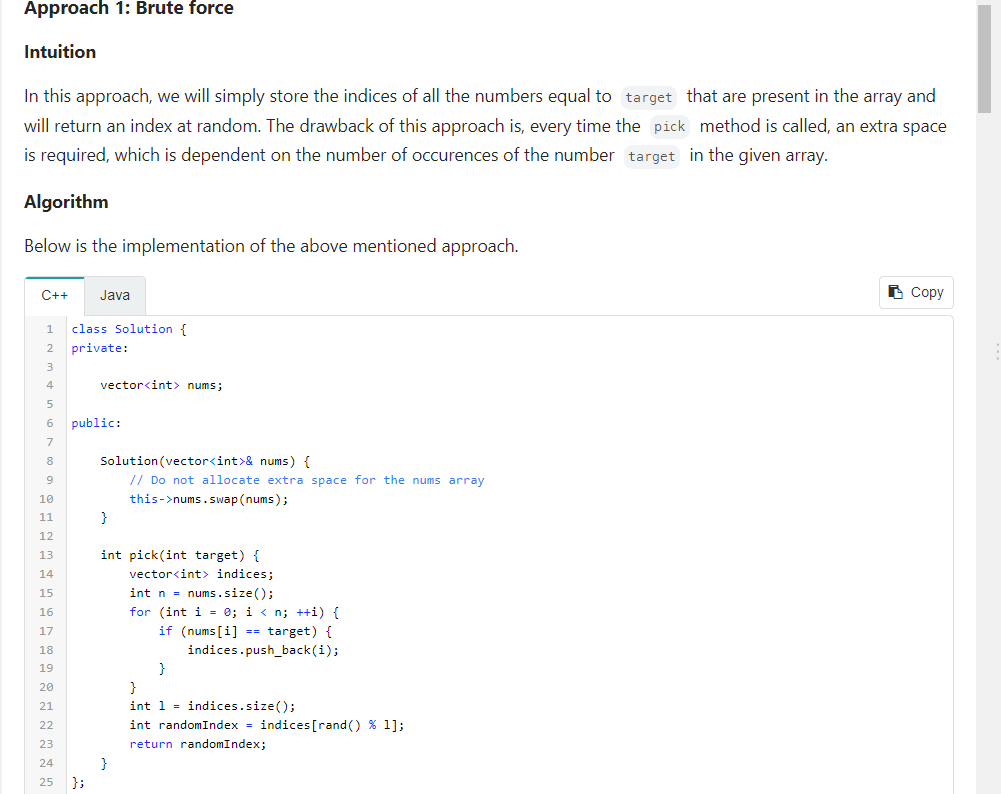 Approach 1: Brute force
Intuition
In this approach, we will simply store the indices of all the numbers equal to target that are present in the array and
will return an index at random. The drawback of this approach is, every time the pick method is called, an extra space
is required, which is dependent on the number of occurences of the number target in the given array.
Algorithm
Below is the implementation of the above mentioned approach.
C++ Java Copy
1 class Solution {
2 private:
3
4     vector<int> nums;
5
6 public:
7
8     Solution(vector<int>& nums) {
9         // Do not allocate extra space for the nums array
10         this->nums.swap(nums);
11     }
12
13     int pick(int target) {
14         vector<int> indices;
15         int n = nums.size();
16         for (int i = 0; i < n; ++i) {
17             if (nums[i] == target) {
18                 indices.push_back(i);
19             }
20         }
21         int l = indices.size();
22         int randomIndex = indices[rand() % l];
23         return randomIndex;
24     }
25 };